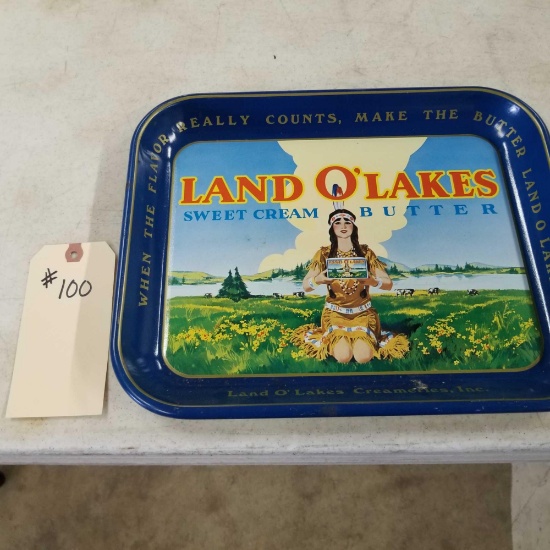 WHEN THE FLAVOR REALLY COUNTS, MAKE THE BUTTER LAND O'LAKES
LAND O'LAKES
SWEET CREAM BUTTER
Land O'Lakes Creameries, Inc.
#100